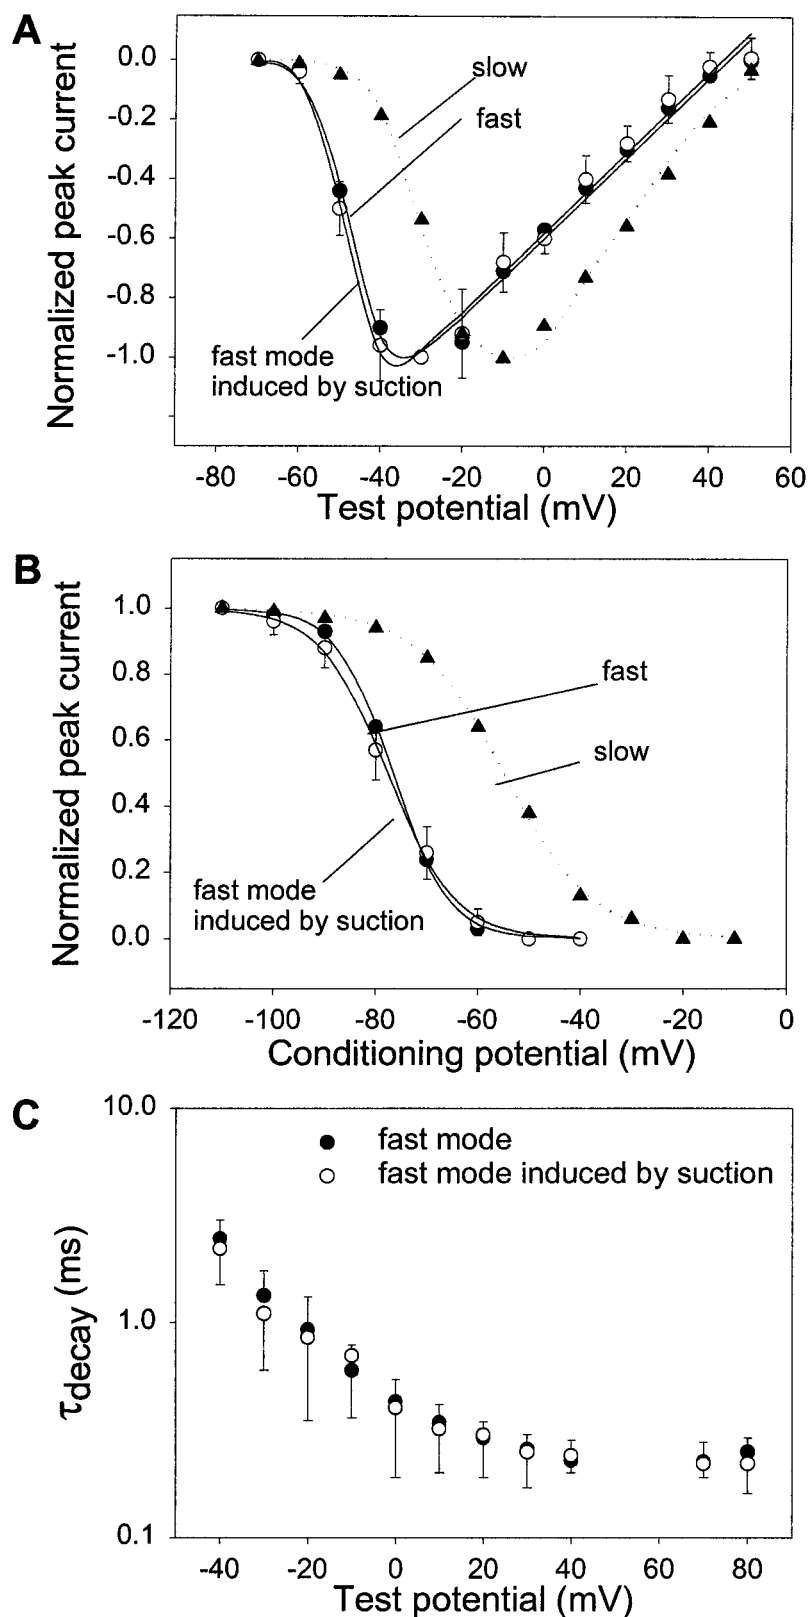 A
Normalized peak current
0.0
-0.2
-0.4
-0.6
-0.8
-1.0
slow
fast
fast mode
induced by suction
-80 -60 -40 -20 0 20 40 60
Test potential (mV)
B
Normalized peak current
1.0
0.8
0.6
0.4
0.2
0.0
fast
slow
fast mode
induced by suction
-120 -100 -80 -60 -40 -20 0
Conditioning potential (mV)
C
τdecay (ms)
10.0
1.0
0.1
fast mode
fast mode induced by suction
-40 -20 0 20 40 60 80
Test potential (mV)